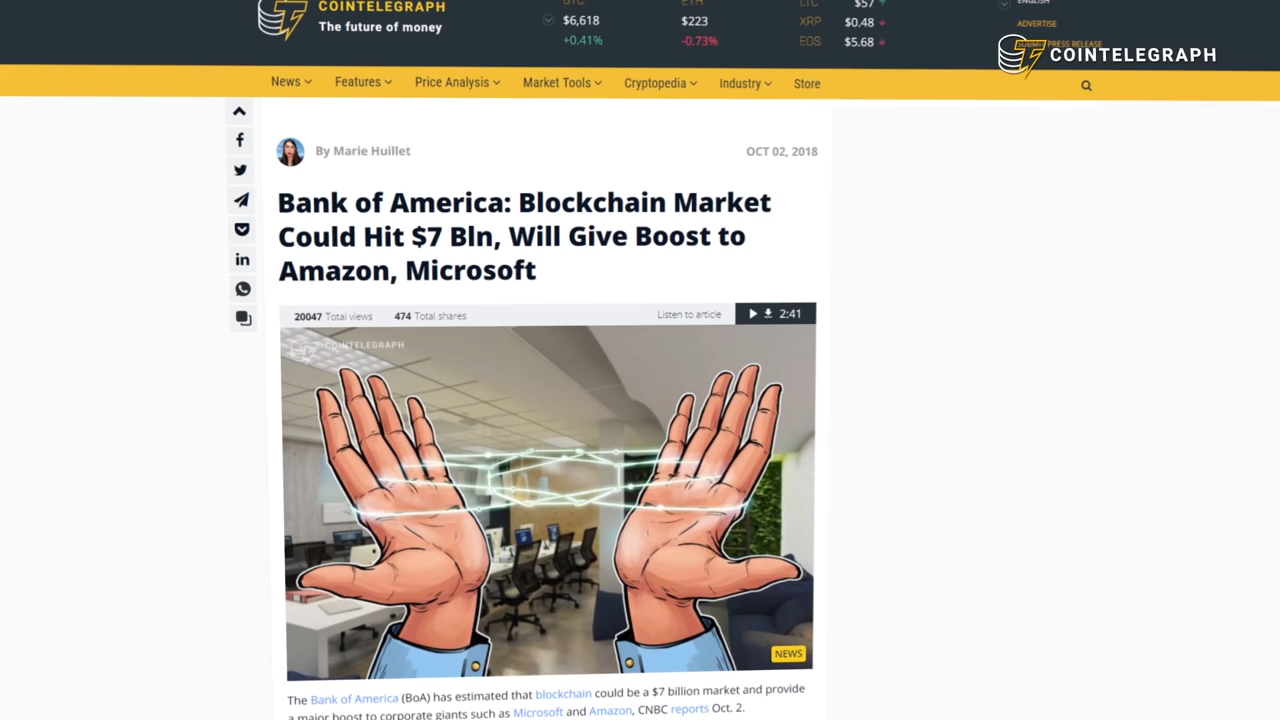 COINTELEGRAPH
The future of money
BTC
$6,618
+0.41%
ETH
$223
-0.73%
LTC
$57
XRP
$0.48
EOS
$5.68
ENGLISH
ADVERTISE
SUBMIT PRESS RELEASE
COINTELEGRAPH
News
Features
Price Analysis
Market Tools
Cryptopedia
Industry
Store
By Marie Huillet
OCT 02, 2018
Bank of America: Blockchain Market
Could Hit $7 Bln, Will Give Boost to
Amazon, Microsoft
20047 Total views
474 Total shares
Listen to article
2:41
COINTELEGRAPH
NEWS
The Bank of America (BoA) has estimated that blockchain could be a $7 billion market and provide
a major boost to corporate giants such as Microsoft and Amazon, CNBC reports Oct. 2.